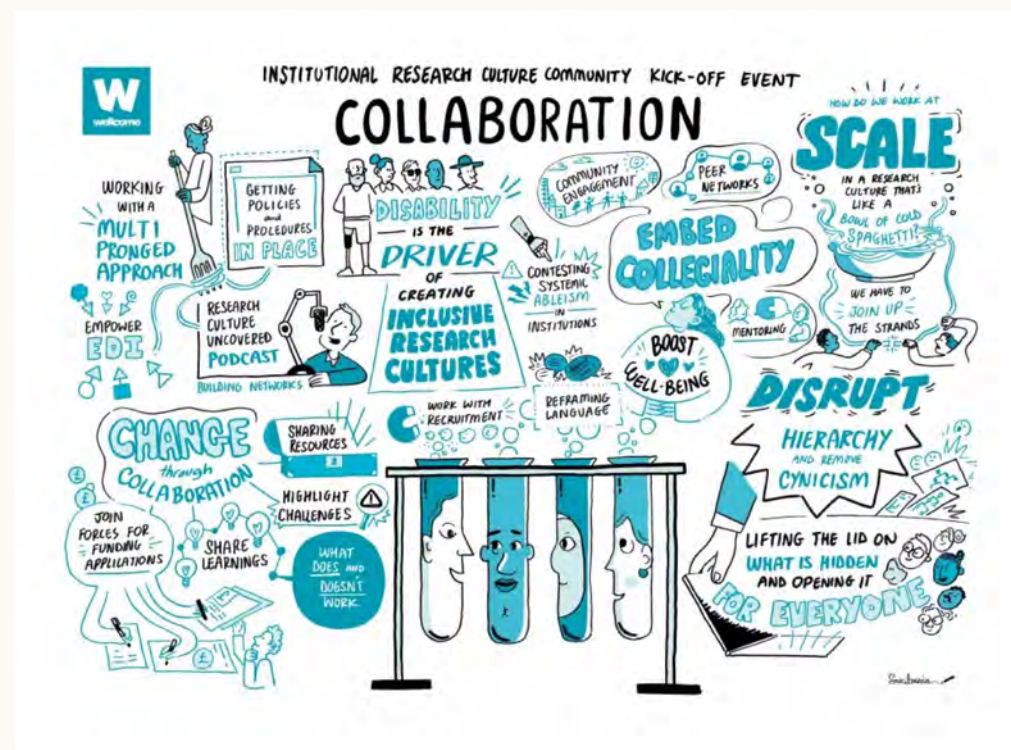 W
wellcome
INSTITUTIONAL RESEARCH CULTURE COMMUNITY KICK-OFF EVENT
COLLABORATION
WORKING
WITH A
MULTI
PRONGED
APPROACH
EMPOWER
EDI
GETTING
POLICIES
and
PROCEDURES
IN PLACE
RESEARCH
CULTURE
UNCOVERED
PODCAST
BUILDING NETWORKS
DISABILITY
IS THE
DRIVER
OF
CREATING
INCLUSIVE
RESEARCH
CULTURES
CONTESTING
SYSTEMIC
ABLEISM
IN
INSTITUTIONS
COMMUNITY
ENGAGEMENT
PEER
NETWORKS
EMBED
COLLEGIALITY
MENTORING
BOOST
WELL-BEING
HOW DO WE WORK AT
SCALE
IN A RESEARCH
CULTURE THAT'S
LIKE A
BOWL OF COLD
SPAGHETTI?
WE HAVE TO
JOIN UP
THE STRANDS
WORK WITH
RECRUITMENT
REFRAMING
LANGUAGE
CHANGE
through
COLLABORATION
SHARING
RESOURCES
HIGHLIGHT
CHALLENGES
JOIN
FORCES FOR
FUNDING
APPLICATIONS
SHARE
LEARNINGS
WHAT
DOES AND
DOESN'T
WORK
DISRUPT
HIERARCHY
AND REMOVE
CYNICISM
LIFTING THE LID ON
WHAT IS HIDDEN
AND OPENING IT
FOR EVERYONE